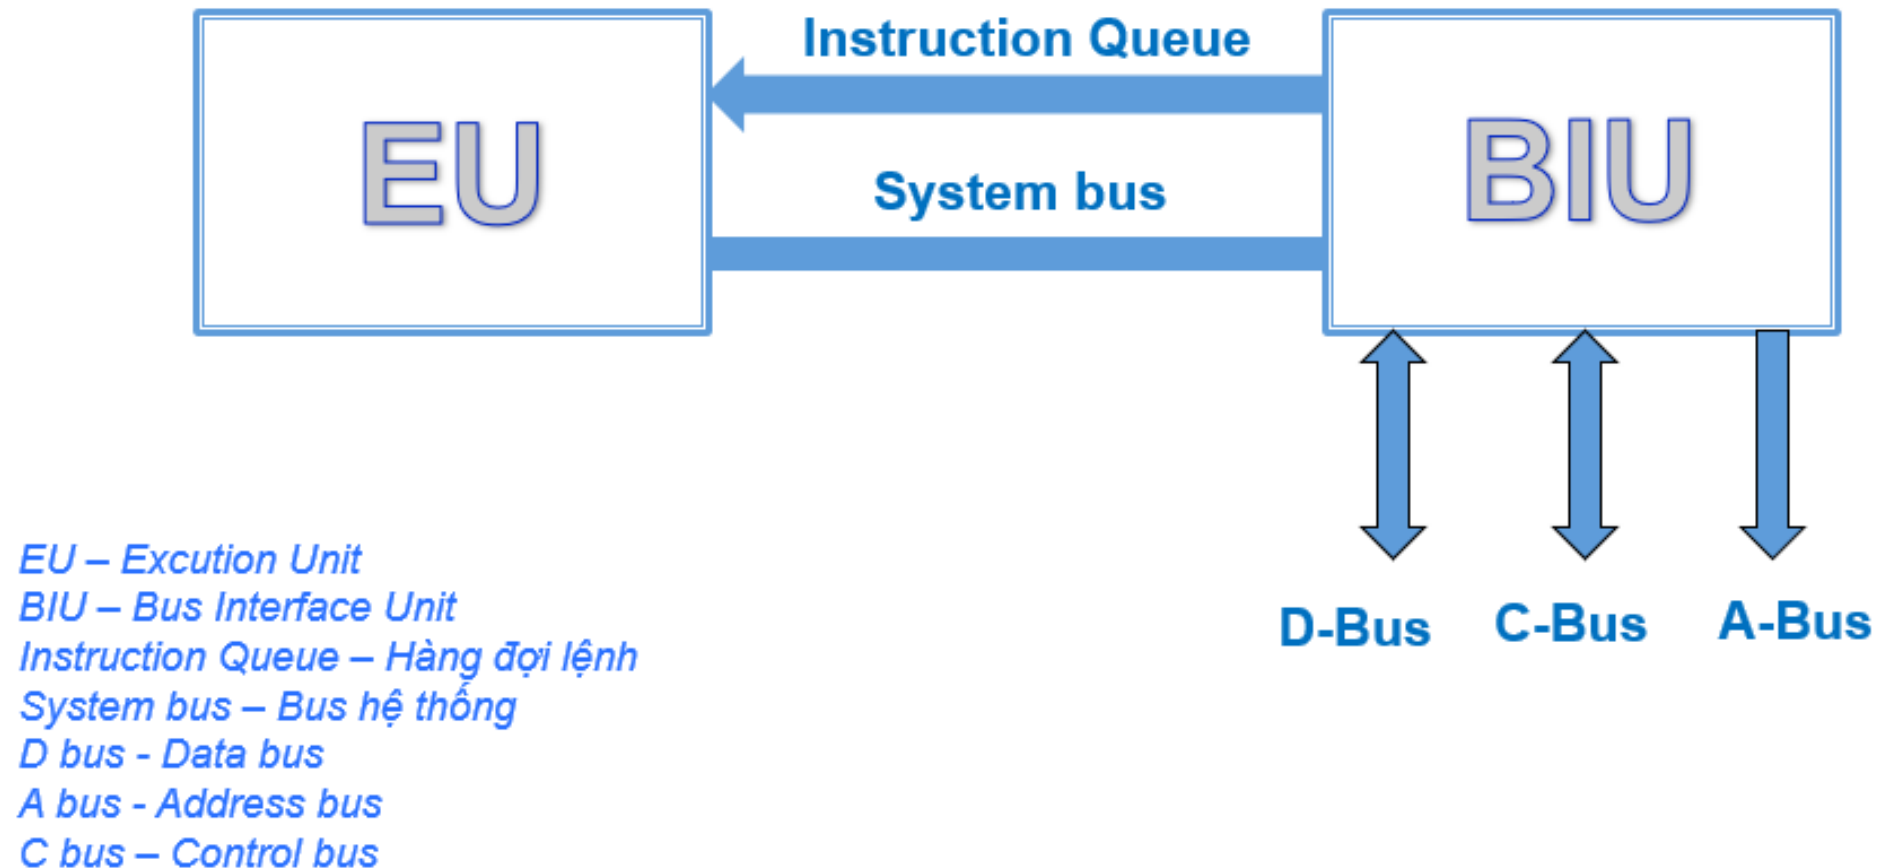 Instruction Queue
EU
BIU
System bus
D-Bus
C-Bus
A-Bus
EU – Excution Unit
BIU – Bus Interface Unit
Instruction Queue – Hàng đợi lệnh
System bus – Bus hệ thống
D bus - Data bus
A bus - Address bus
C bus – Control bus